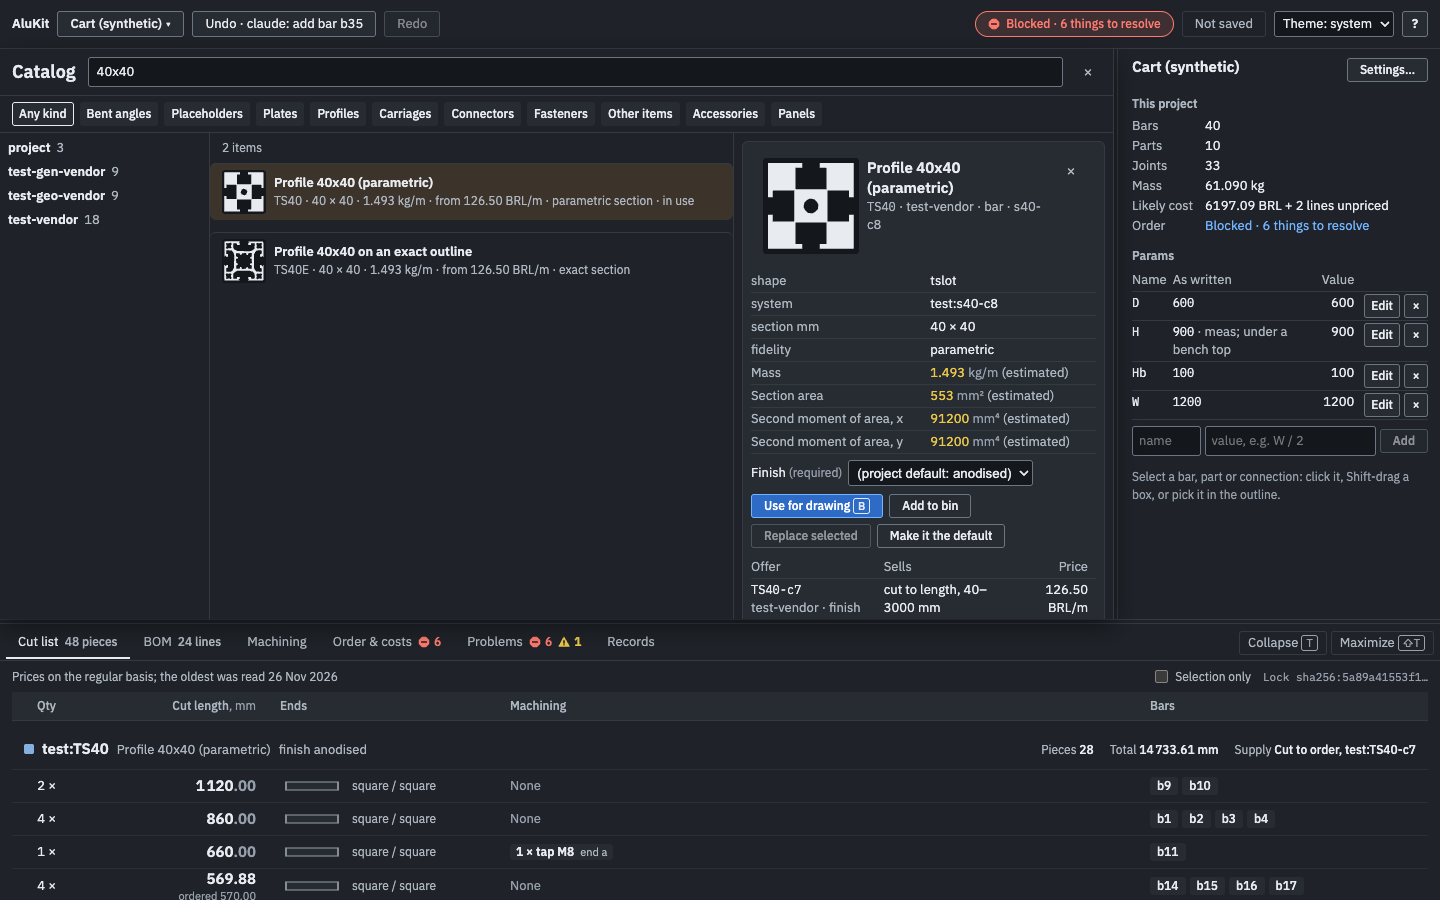 AluKit Cart (synthetic) ▾ Undo · claude: add bar b35 Redo Blocked · 6 things to resolve Not saved Theme: system ?
Catalog 40x40 ×
Any kind Bent angles Placeholders Plates Profiles Carriages Connectors Fasteners Other items Accessories Panels
project 3
test-gen-vendor 9
test-geo-vendor 9
test-vendor 18
2 items
Profile 40x40 (parametric)
TS40 · 40 × 40 · 1.493 kg/m · from 126.50 BRL/m · parametric section · in use
Profile 40x40 on an exact outline
TS40E · 40 × 40 · 1.493 kg/m · from 126.50 BRL/m · exact section
Profile 40x40
(parametric)
×
TS40 · test-vendor · bar · s40-
c8
shape tslot
system test:s40-c8
section mm 40 × 40
fidelity parametric
Mass 1.493 kg/m (estimated)
Section area 553 mm² (estimated)
Second moment of area, x 91200 mm⁴ (estimated)
Second moment of area, y 91200 mm⁴ (estimated)
Finish (required) (project default: anodised)
Use for drawing B Add to bin
Replace selected Make it the default
Offer Sells Price
TS40-c7 cut to length, 40– 126.50
test-vendor · finish 3000 mm BRL/m
Cart (synthetic) Settings...
This project
Bars 40
Parts 10
Joints 33
Mass 61.090 kg
Likely cost 6197.09 BRL + 2 lines unpriced
Order Blocked · 6 things to resolve
Params
Name As written Value
D 600 600 Edit ×
H 900 · meas; under a 900 Edit ×
bench top
Hb 100 100 Edit ×
W 1200 1200 Edit ×
name value, e.g. W / 2 Add
Select a bar, part or connection: click it, Shift-drag a
box, or pick it in the outline.
Cut list 48 pieces BOM 24 lines Machining Order & costs 6 Problems 6 1 Records Collapse T Maximize ⇧T
Prices on the regular basis; the oldest was read 26 Nov 2026 Selection only Lock sha256:5a89a41553f1…
Qty Cut length, mm Ends Machining Bars
test:TS40 Profile 40x40 (parametric) finish anodised Pieces 28 Total 14 733.61 mm Supply Cut to order, test:TS40-c7
2 × 1 120.00 square / square None b9 b10
4 × 860.00 square / square None b1 b2 b3 b4
1 × 660.00 square / square 1 × tap M8 end a b11
4 × 569.88 square / square None b14 b15 b16 b17
ordered 570.00